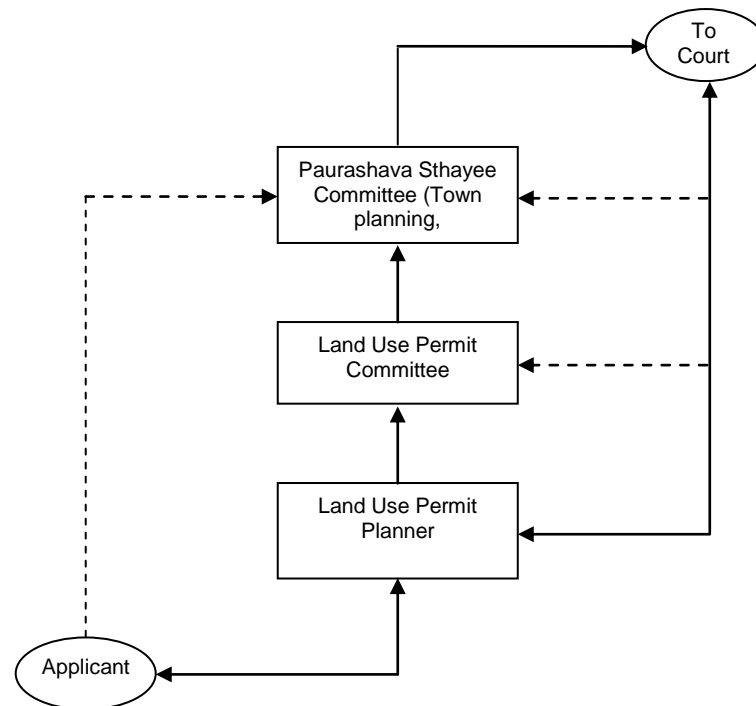 To
Court
Paurashava Sthayee
Committee (Town
planning,
Land Use Permit
Committee
Land Use Permit
Planner
Applicant